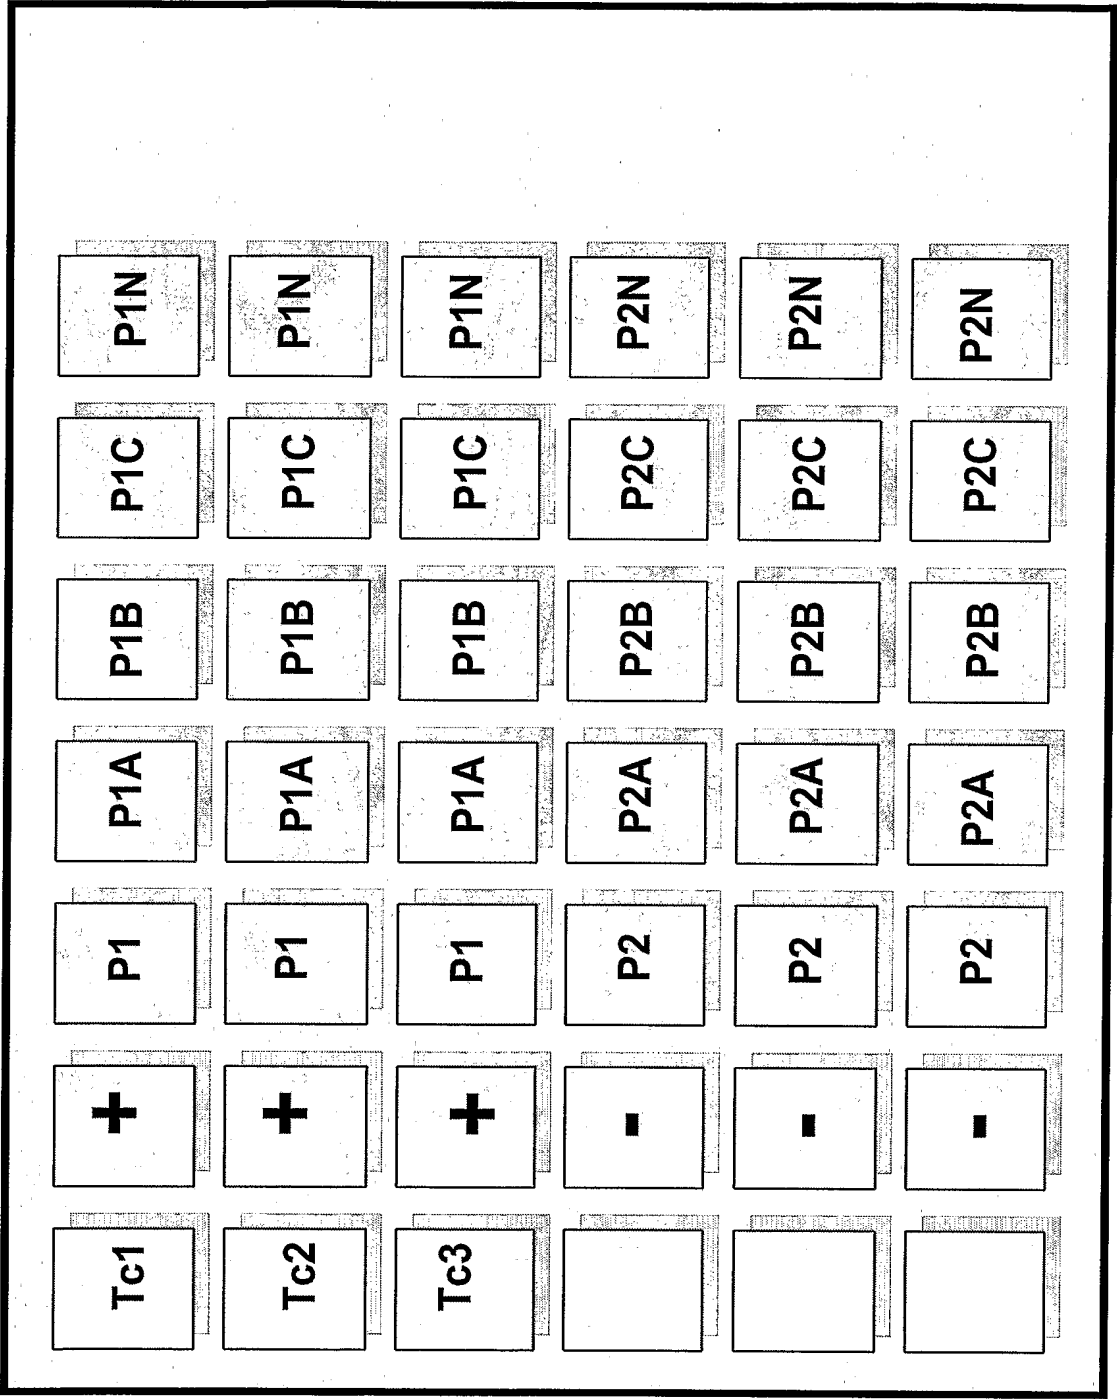 Tc1 + P1 P1A P1B P1C P1N
Tc2 + P1 P1A P1B P1C P1N
Tc3 + P1 P1A P1B P1C P1N
- P2 P2A P2B P2C P2N
- P2 P2A P2B P2C P2N
- P2 P2A P2B P2C P2N